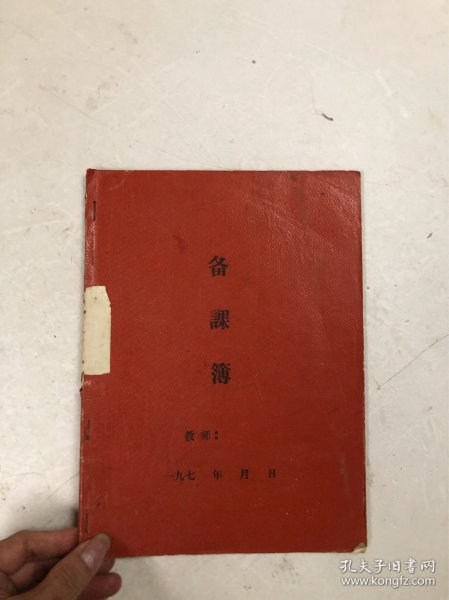 备
課
簿
教师：
一九七 年 月 日
孔夫子旧书网
www.kongfz.com